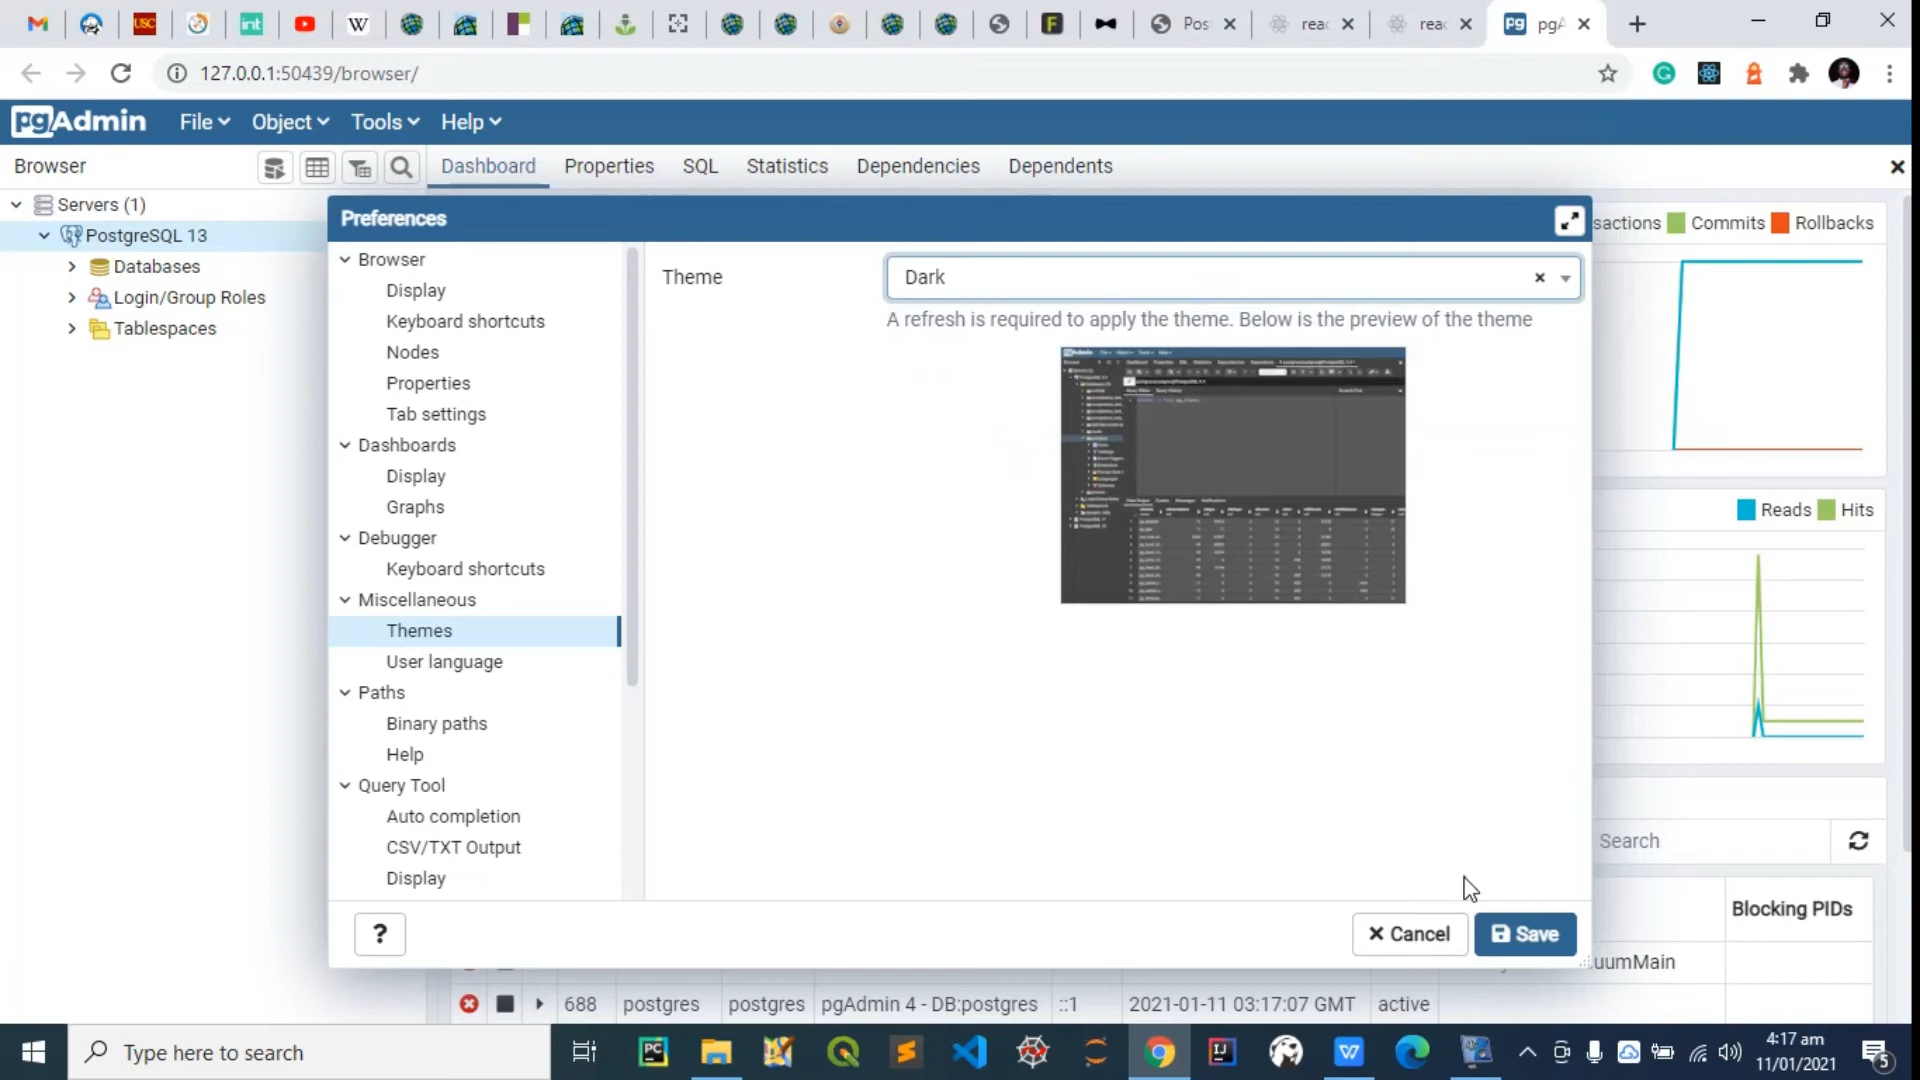 Pos
reac
reac
pgA
127.0.0.1:50439/browser/
pgAdmin File Object Tools Help
Browser
Dashboard Properties SQL Statistics Dependencies Dependents
Servers (1)
PostgreSQL 13
Databases
Login/Group Roles
Tablespaces
Preferences
Browser
Display
Keyboard shortcuts
Nodes
Properties
Tab settings
Dashboards
Display
Graphs
Debugger
Keyboard shortcuts
Miscellaneous
Themes
User language
Paths
Binary paths
Help
Query Tool
Auto completion
CSV/TXT Output
Display
Theme
Dark
A refresh is required to apply the theme. Below is the preview of the theme
?
Cancel
Save
sactions Commits Rollbacks
Reads Hits
Search
Blocking PIDs
uumMain
688 postgres postgres pgAdmin 4 - DB:postgres ::1 2021-01-11 03:17:07 GMT active
Type here to search
4:17 am
11/01/2021
5